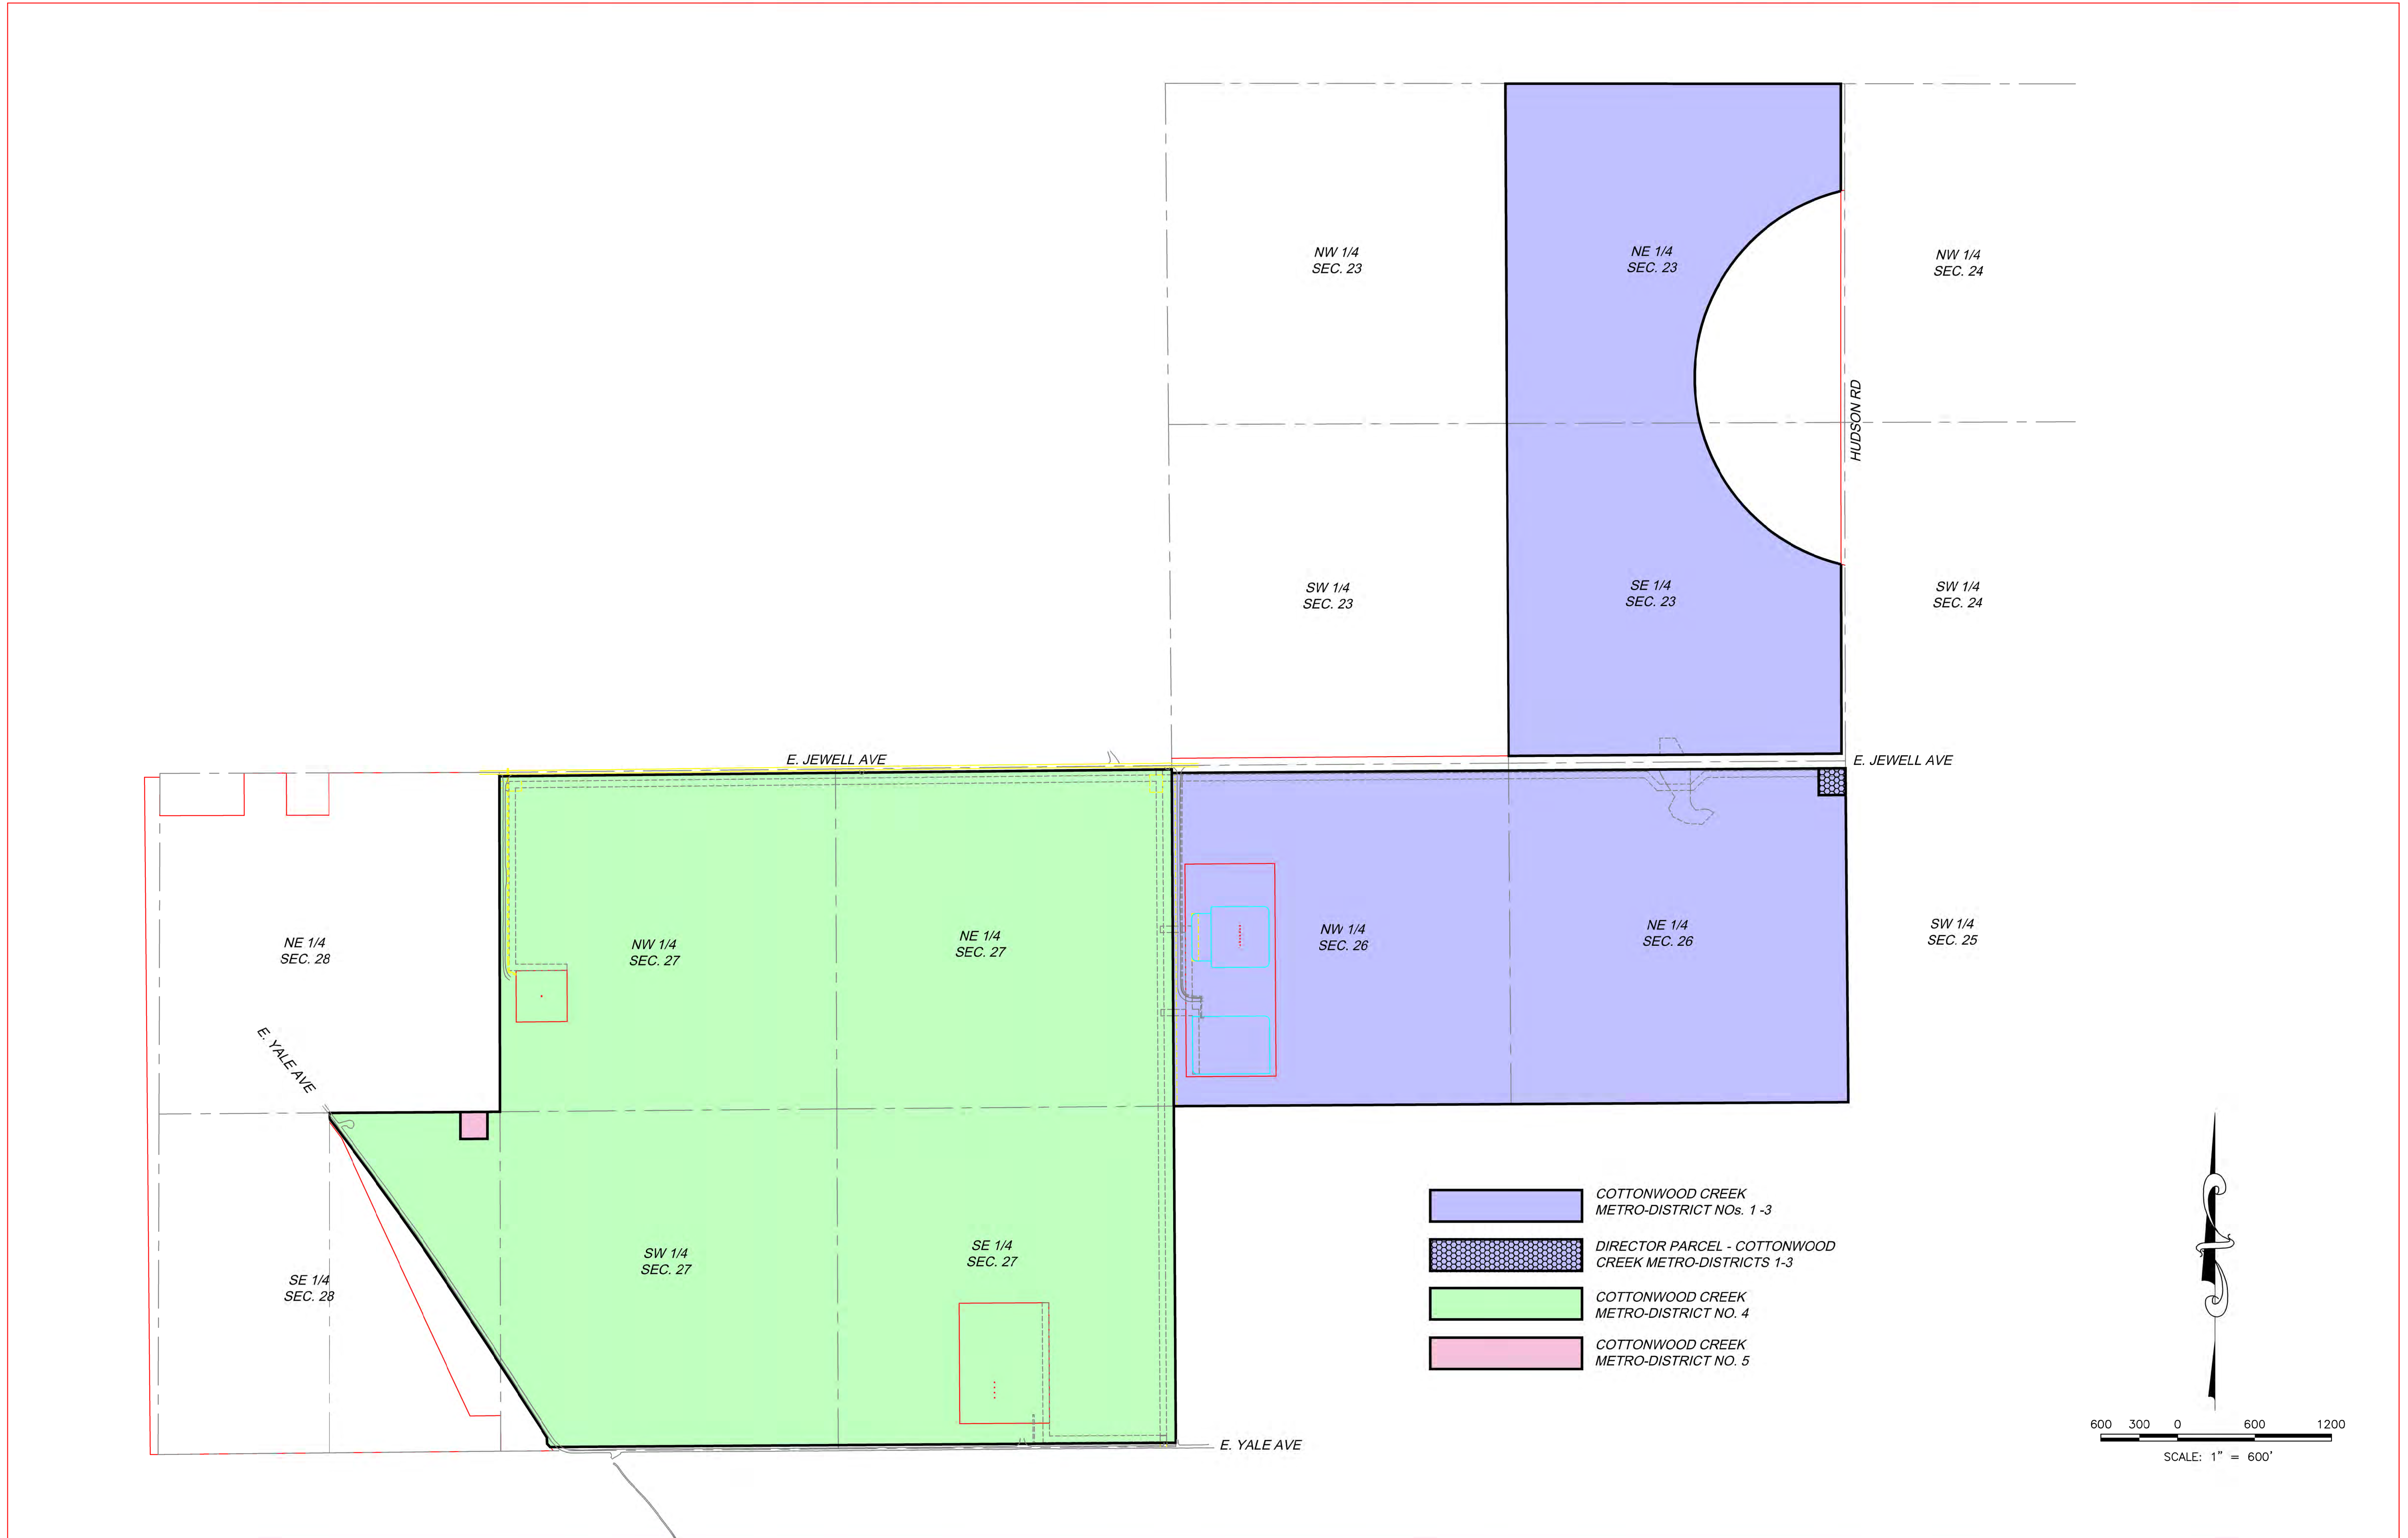 NW 1/4
SEC. 23
NE 1/4
SEC. 23
NW 1/4
SEC. 24
HUDSON RD
SW 1/4
SEC. 23
SE 1/4
SEC. 23
SW 1/4
SEC. 24
E. JEWELL AVE
E. JEWELL AVE
NE 1/4
SEC. 28
NW 1/4
SEC. 27
NE 1/4
SEC. 27
NW 1/4
SEC. 26
NE 1/4
SEC. 26
SW 1/4
SEC. 25
E. YALE AVE
SE 1/4
SEC. 28
SW 1/4
SEC. 27
SE 1/4
SEC. 27
E. YALE AVE
COTTONWOOD CREEK
METRO-DISTRICT NOs. 1 -3
DIRECTOR PARCEL - COTTONWOOD
CREEK METRO-DISTRICTS 1-3
COTTONWOOD CREEK
METRO-DISTRICT NO. 4
COTTONWOOD CREEK
METRO-DISTRICT NO. 5
600 300 0 600 1200
SCALE: 1" = 600'